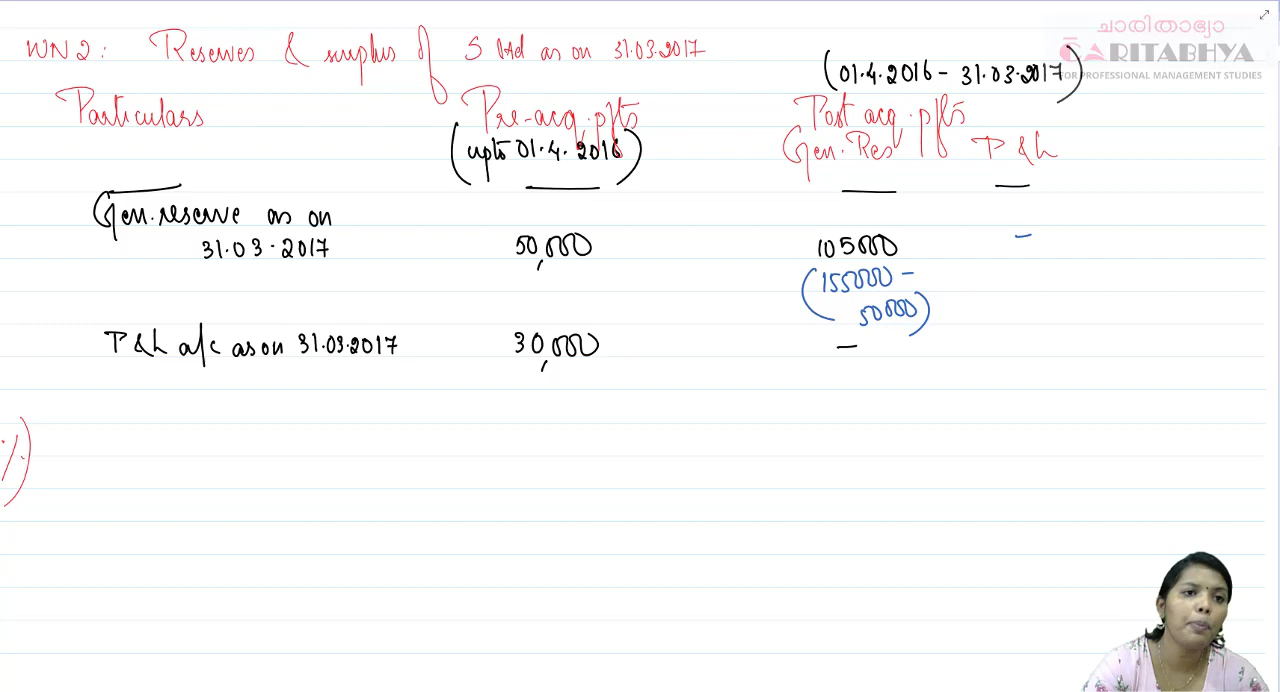 ചാരിതാഭ്യാ
CĀRITABHYA
FOR PROFESSIONAL MANAGEMENT STUDIES
WN 2: Reserves & surplus of S Ltd as on 31.03.2017
(01.4.2016 - 31.03.2017)
Particulars Pre-acq.pfts Post acq.pfts
(upto 01.4.2016) Gen.Res P&L
Gen.reserve as on
31.03.2017 50,000 105000 -
(155000 -
50000)
P&L a/c as on 31.03.2017 30,000 -
%)